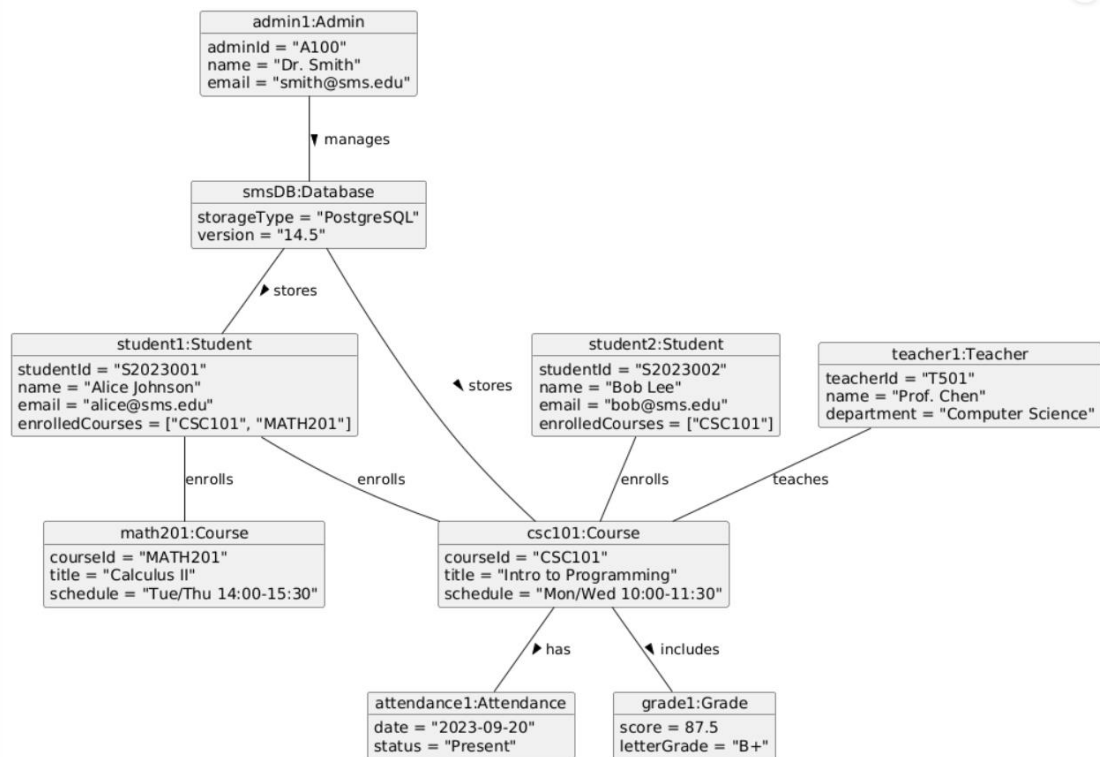 admin1:Admin
adminId = "A100"
name = "Dr. Smith"
email = "smith@sms.edu"
manages
smsDB:Database
storageType = "PostgreSQL"
version = "14.5"
stores
stores
student1:Student
studentId = "S2023001"
name = "Alice Johnson"
email = "alice@sms.edu"
enrolledCourses = ["CSC101", "MATH201"]
student2:Student
studentId = "S2023002"
name = "Bob Lee"
email = "bob@sms.edu"
enrolledCourses = ["CSC101"]
teacher1:Teacher
teacherId = "T501"
name = "Prof. Chen"
department = "Computer Science"
enrolls
enrolls
enrolls
teaches
math201:Course
courseId = "MATH201"
title = "Calculus II"
schedule = "Tue/Thu 14:00-15:30"
csc101:Course
courseId = "CSC101"
title = "Intro to Programming"
schedule = "Mon/Wed 10:00-11:30"
has
includes
attendance1:Attendance
date = "2023-09-20"
status = "Present"
grade1:Grade
score = 87.5
letterGrade = "B+"